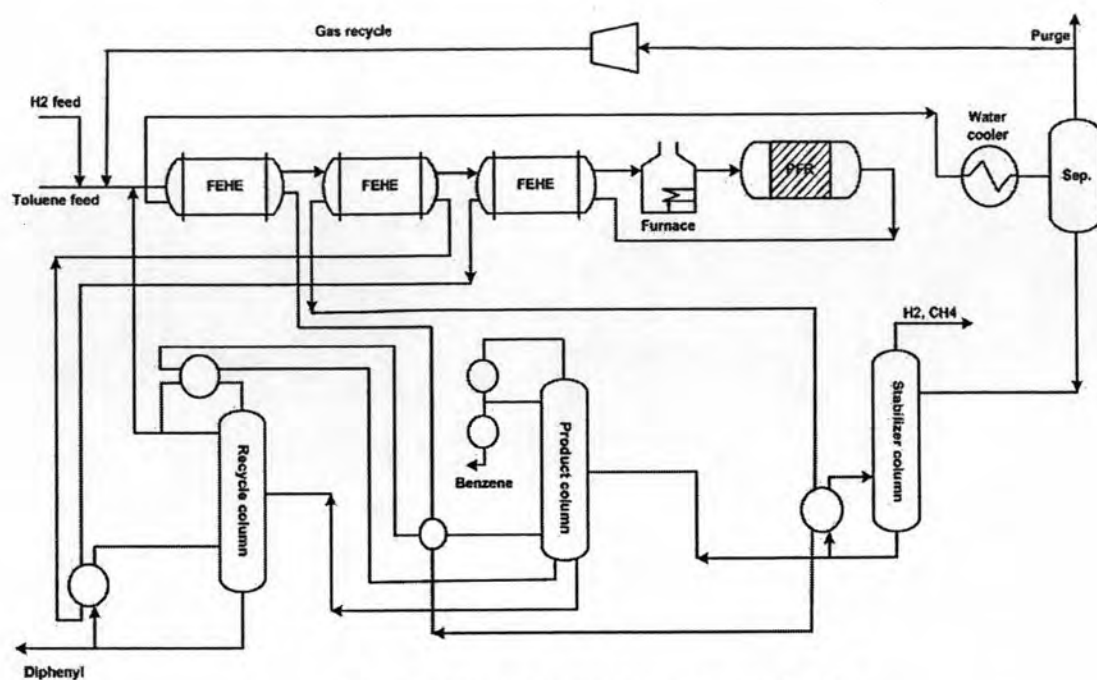 Gas recycle
Purge
H2 feed
Water
cooler
FEHE
FEHE
FEHE
PFR
Sep.
Toluene feed
Furnace
H2, CH4
Stabilizer column
Product column
Recycle column
Benzene
Diphenyl